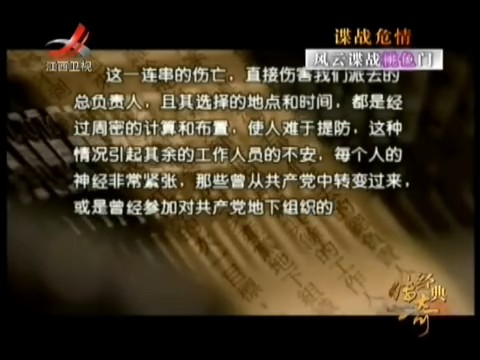 江西卫视
谍战危情
风云谍战桃色门
这一连串的伤亡，直接伤害我们派去的
总负责人，且其选择的地点和时间，都是经
过周密的计算和布置，使人难于提防，这种
情况引起其余的工作人员的不安，每个人的
神经非常紧张，那些曾从共产党中转变过来，
或是曾经参加对共产党地下组织的
经典
传奇